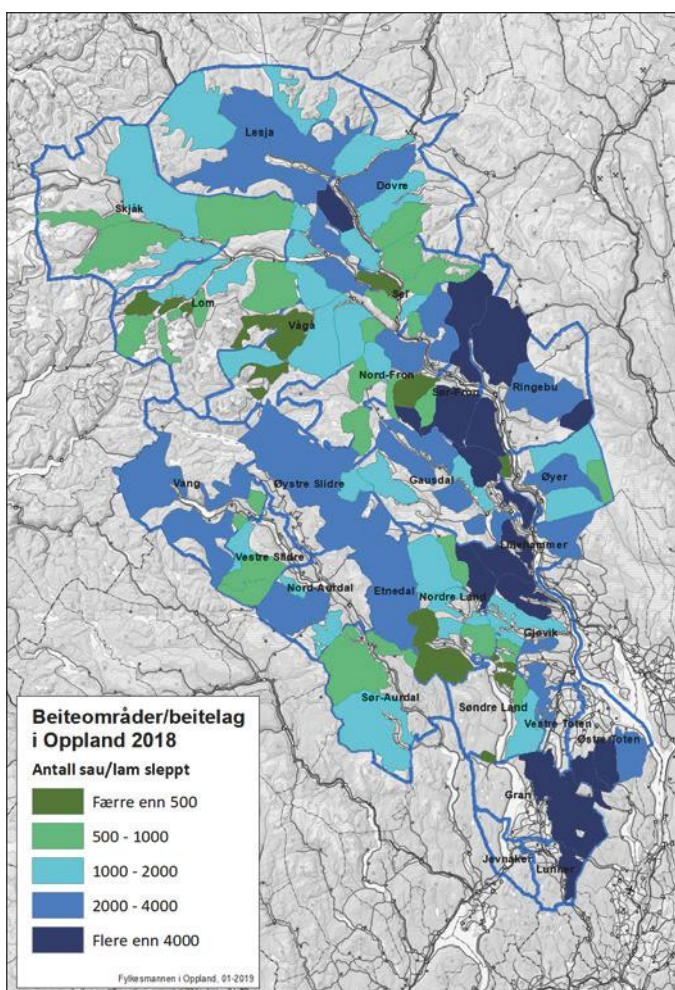 Lesja
Dovre
Skjåk
Sel
Lom
Vågå
Nord-Fron
Ringebu
Sør-Fron
Vang
Øystre Slidre
Gausdal
Øyer
Lillehammer
Vestre Slidre
Nord-Aurdal
Etnedal
Nordre Land
Gjøvik
Sør-Aurdal
Søndre Land
Vestre Toten
Østre Toten
Gran
Jevnaker
Lunner
Beiteområder/beitelag
i Oppland 2018
Antall sau/lam sleppt
Færre enn 500
500 - 1000
1000 - 2000
2000 - 4000
Flere enn 4000
Fylkesmannen i Oppland, 01-2019